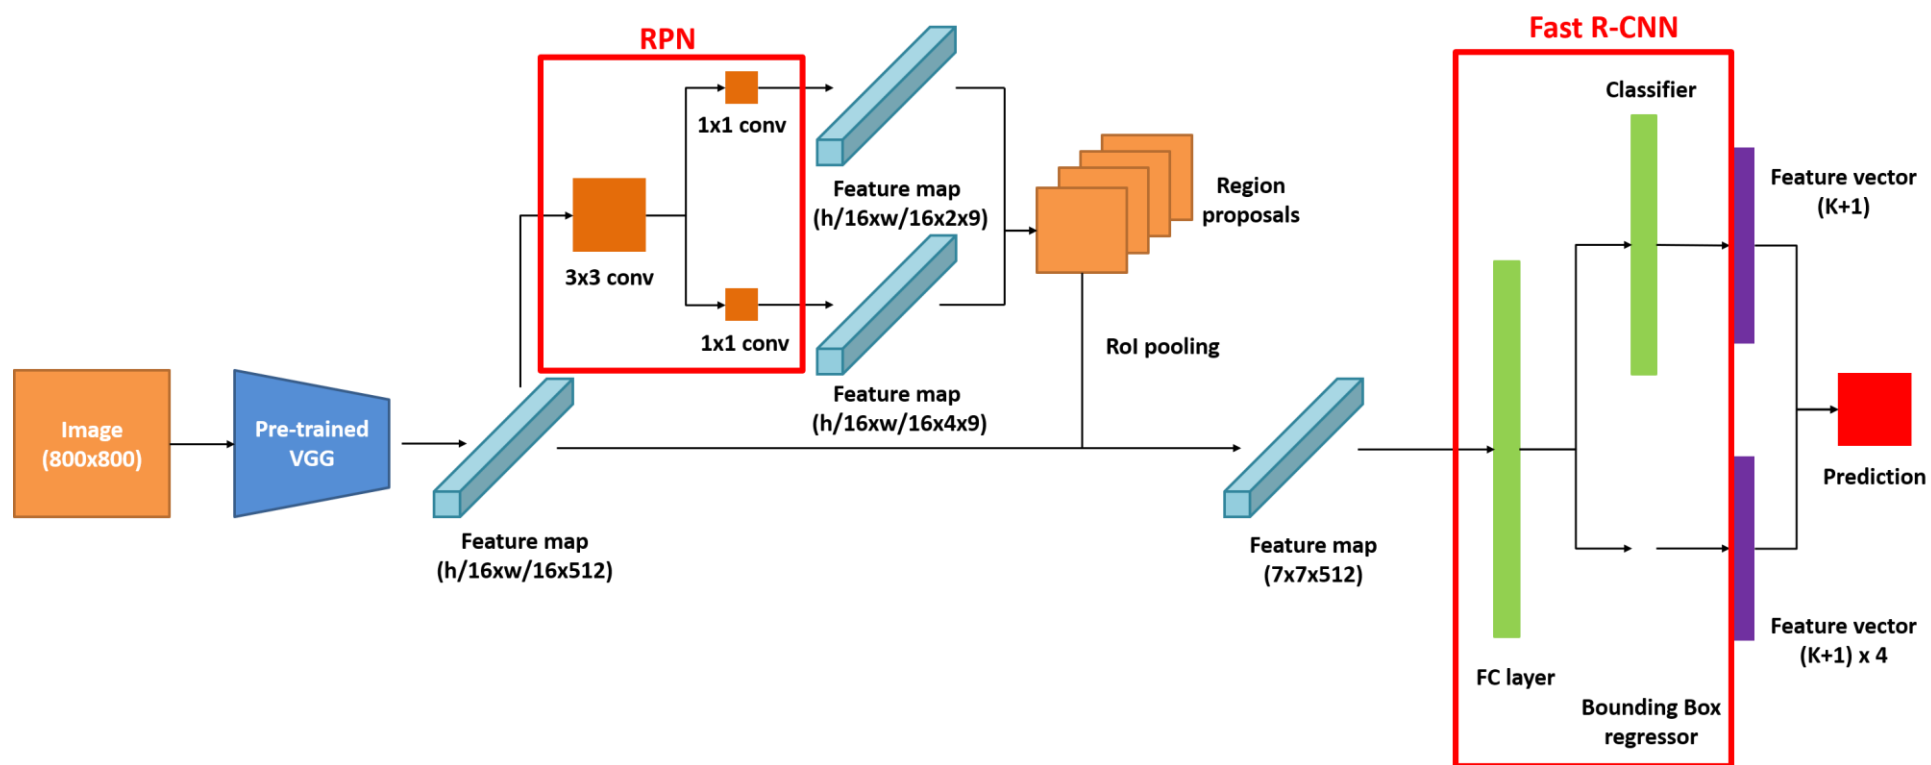 RPN
1x1 conv
3x3 conv
1x1 conv
Feature map
(h/16xw/16x2x9)
Feature map
(h/16xw/16x4x9)
Region
proposals
RoI pooling
Image
(800x800)
Pre-trained
VGG
Feature map
(h/16xw/16x512)
Feature map
(7x7x512)
Fast R-CNN
Classifier
FC layer
Bounding Box
regressor
Feature vector
(K+1)
Feature vector
(K+1) x 4
Prediction